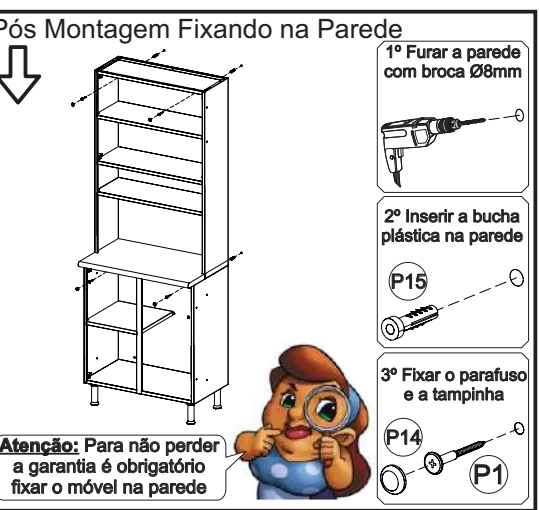 Pós Montagem Fixando na Parede
1º Furar a parede
com broca Ø8mm
2º Inserir a bucha
plástica na parede
P15
3º Fixar o parafuso
e a tampinha
P14
P1
Atenção: Para não perder
a garantia é obrigatório
fixar o móvel na parede